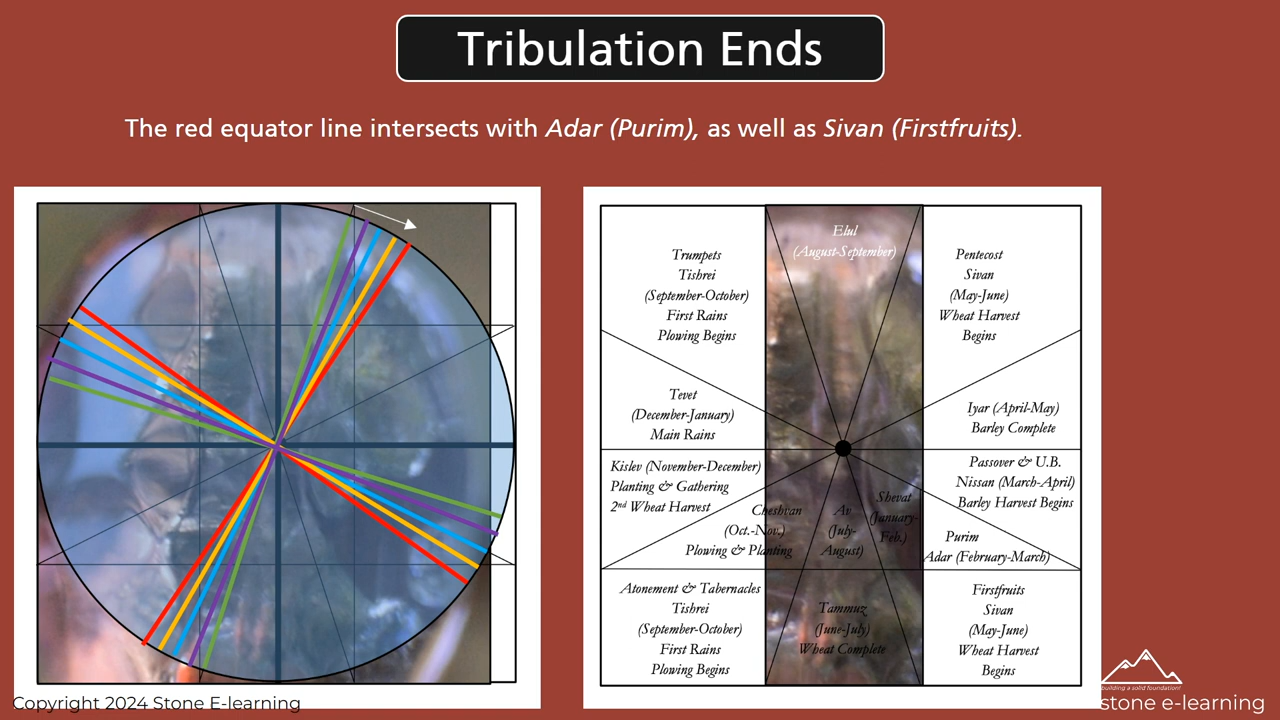 Tribulation Ends
The red equator line intersects with Adar (Purim), as well as Sivan (Firstfruits).
Elul
(August-September)
Trumpets
Tishrei
(September-October)
First Rains
Plowing Begins
Pentecost
Sivan
(May-June)
Wheat Harvest
Begins
Tevet
(December-January)
Main Rains
Iyar (April-May)
Barley Complete
Kislev (November-December)
Planting & Gathering
2nd Wheat Harvest
Passover & U.B.
Nissan (March-April)
Barley Harvest Begins
Cheshvan
(Oct.-Nov.)
Plowing & Planting
Av
(July-
August)
Shevat
(January-
Feb.)
Purim
Adar (February-March)
Atonement & Tabernacles
Tishrei
(September-October)
First Rains
Plowing Begins
Tammuz
(June-July)
Wheat Complete
Firstfruits
Sivan
(May-June)
Wheat Harvest
Begins
building a solid foundation!
stone e-learning
Copyright 2024 Stone E-learning